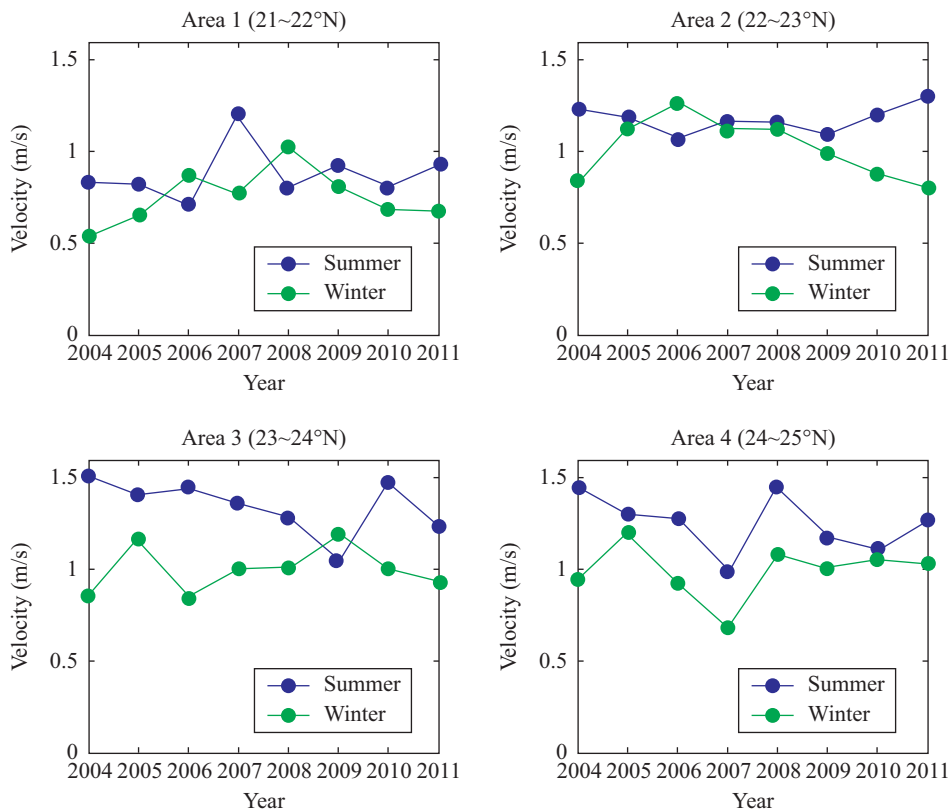 Area 1 (21~22°N)
1.5
1
0.5
0
Velocity (m/s)
Summer
Winter
2004 2005 2006 2007 2008 2009 2010 2011
Year
Area 2 (22~23°N)
1.5
1
0.5
0
Velocity (m/s)
Summer
Winter
2004 2005 2006 2007 2008 2009 2010 2011
Year
Area 3 (23~24°N)
1.5
1
0.5
0
Velocity (m/s)
Summer
Winter
2004 2005 2006 2007 2008 2009 2010 2011
Year
Area 4 (24~25°N)
1.5
1
0.5
0
Velocity (m/s)
Summer
Winter
2004 2005 2006 2007 2008 2009 2010 2011
Year